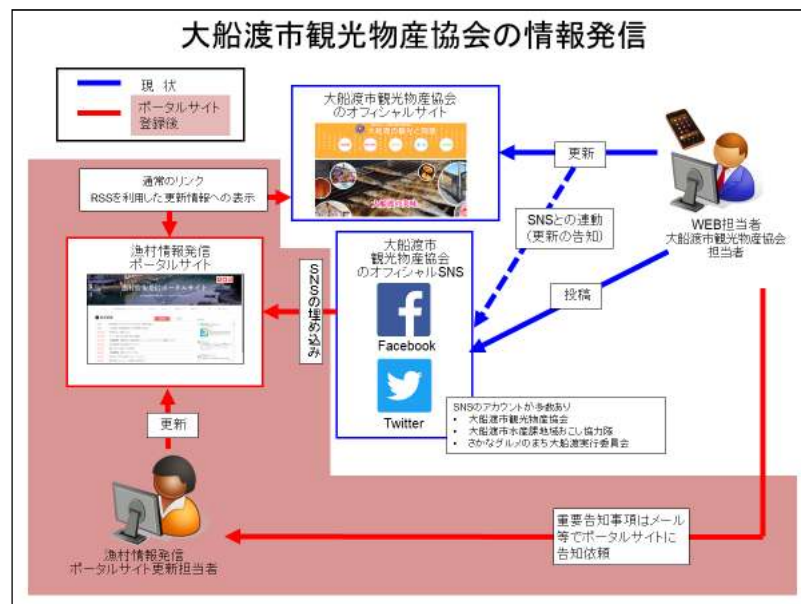 大船渡市観光物産協会の情報発信
現 状
ポータルサイト
登録後
大船渡市観光物産協会
のオフィシャルサイト
更新
通常のリンク
RSSを利用した更新情報への表示
SNSとの連動
(更新の告知)
WEB担当者
大船渡市観光物産協会
担当者
漁村情報発信
ポータルサイト
漁村情報発信ポータルサイト
SNSの埋め込み
大船渡市
観光物産協会
のオフィシャルSNS
Facebook
Twitter
投稿
SNSのアカウントが多数あり
• 大船渡市観光物産協会
• 大船渡市水産課地域おこし協力隊
• さかなグルメのまち大船渡実行委員会
更新
漁村情報発信
ポータルサイト更新担当者
重要告知事項はメール
等でポータルサイトに
告知依頼